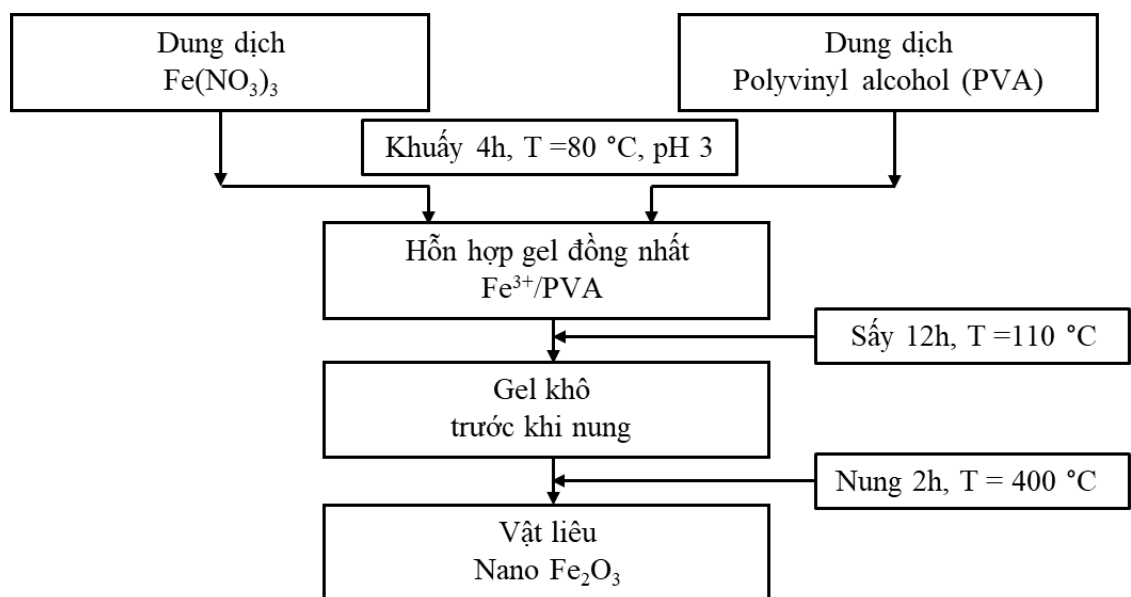 Dung dịch
Fe(NO₃)₃
Dung dịch
Polyvinyl alcohol (PVA)
Khuấy 4h, T =80 °C, pH 3
Hỗn hợp gel đồng nhất
Fe³⁺/PVA
Sấy 12h, T =110 °C
Gel khô
trước khi nung
Nung 2h, T = 400 °C
Vật liêu
Nano Fe₂O₃